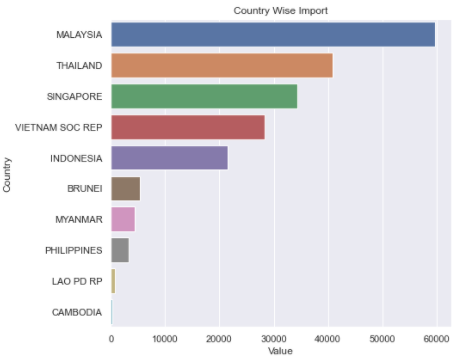 Country Wise Import
MALAYSIA
THAILAND
SINGAPORE
VIETNAM SOC REP
INDONESIA
BRUNEI
MYANMAR
PHILIPPINES
LAO PD RP
CAMBODIA
Country
0 10000 20000 30000 40000 50000 60000
Value